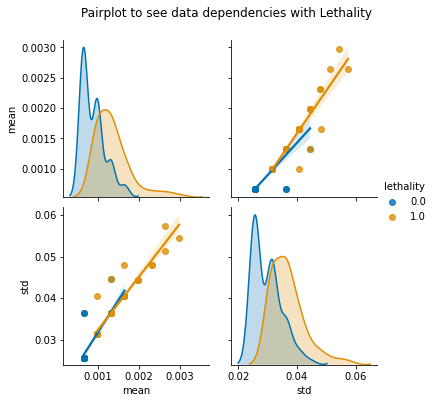 Pairplot to see data dependencies with Lethality
0.0030
0.0025
0.0020
0.0015
0.0010
mean
lethality
0.0
1.0
0.06
0.05
0.04
0.03
std
0.001 0.002 0.003
mean
0.02 0.04 0.06
std